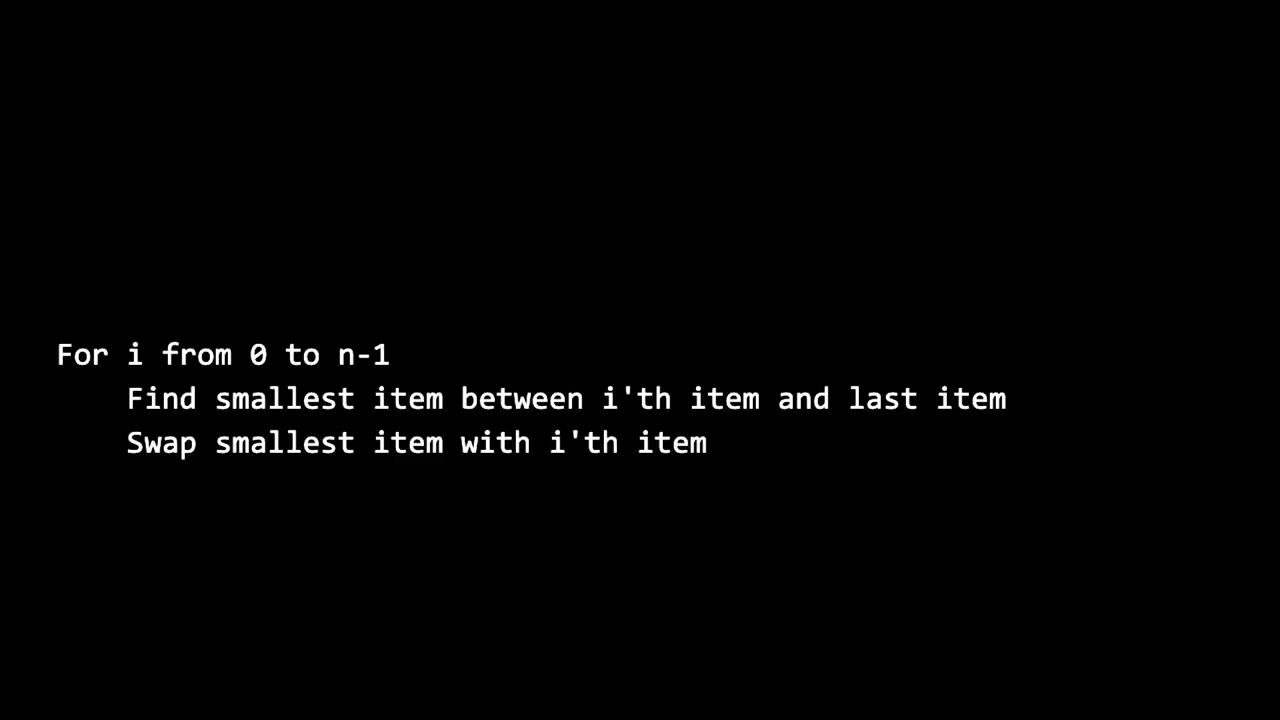 For i from 0 to n-1
Find smallest item between i'th item and last item
Swap smallest item with i'th item